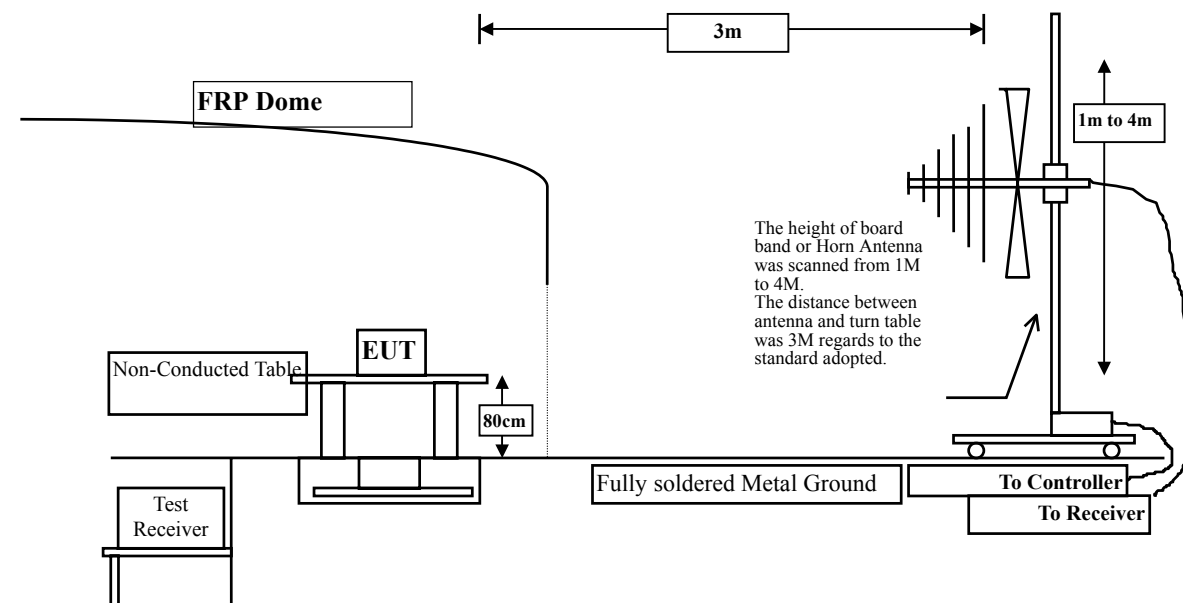 3m
FRP Dome
1m to 4m
The height of board
band or Horn Antenna
was scanned from 1M
to 4M.
The distance between
antenna and turn table
was 3M regards to the
standard adopted.
EUT
Non-Conducted Table
80cm
Fully soldered Metal Ground
To Controller
To Receiver
Test
Receiver